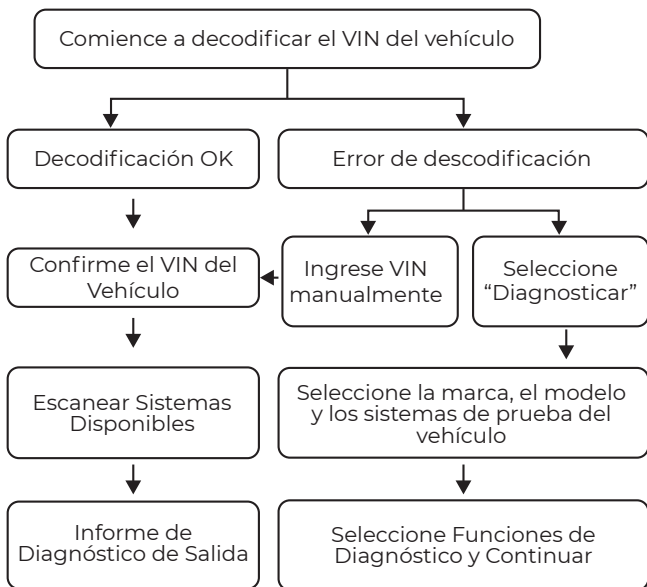 Comience a decodificar el VIN del vehículo
Decodificación OK
Error de descodificación
Confirme el VIN del
Vehículo
Ingrese VIN
manualmente
Seleccione
“Diagnosticar”
Escanear Sistemas
Disponibles
Seleccione la marca, el modelo
y los sistemas de prueba del
vehículo
Informe de
Diagnóstico de Salida
Seleccione Funciones de
Diagnóstico y Continuar